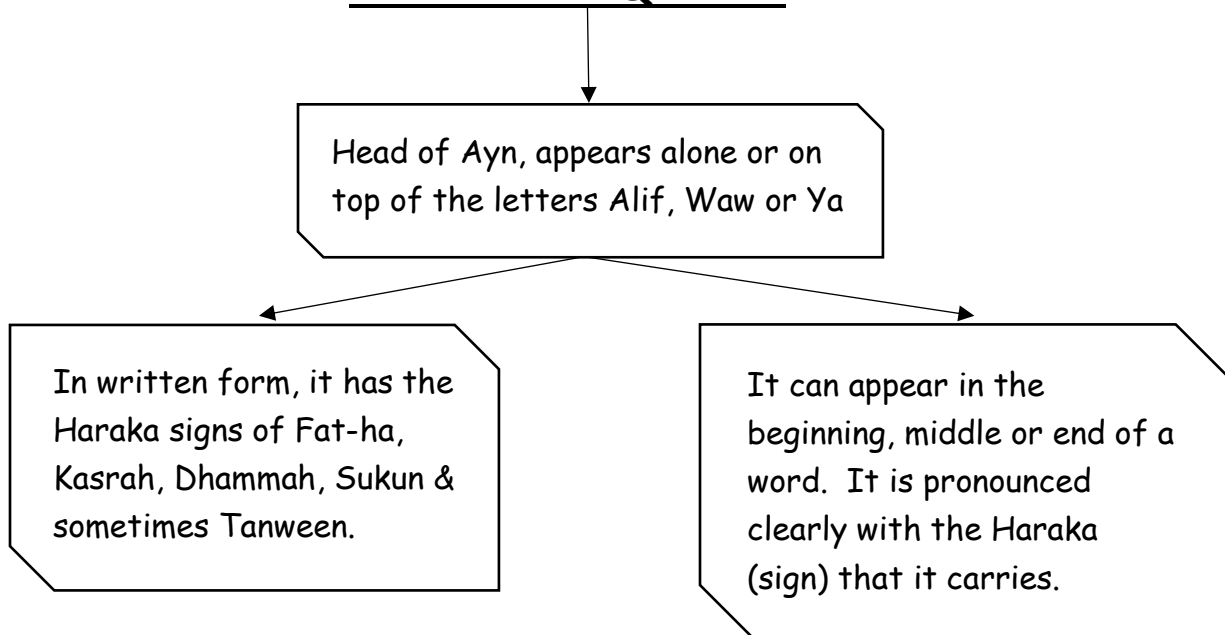 Head of Ayn, appears alone or on
top of the letters Alif, Waw or Ya
In written form, it has the
Haraka signs of Fat-ha,
Kasrah, Dhammah, Sukun &
sometimes Tanween.
It can appear in the
beginning, middle or end of a
word.  It is pronounced
clearly with the Haraka
(sign) that it carries.